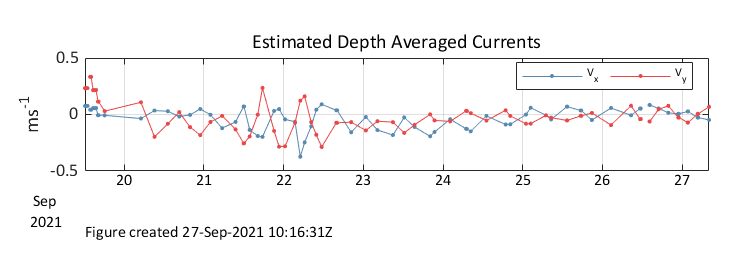 Estimated Depth Averaged Currents
0.5
0
-0.5
ms-1
Vx
Vy
20 21 22 23 24 25 26 27
Sep
2021
Figure created 27-Sep-2021 10:16:31Z